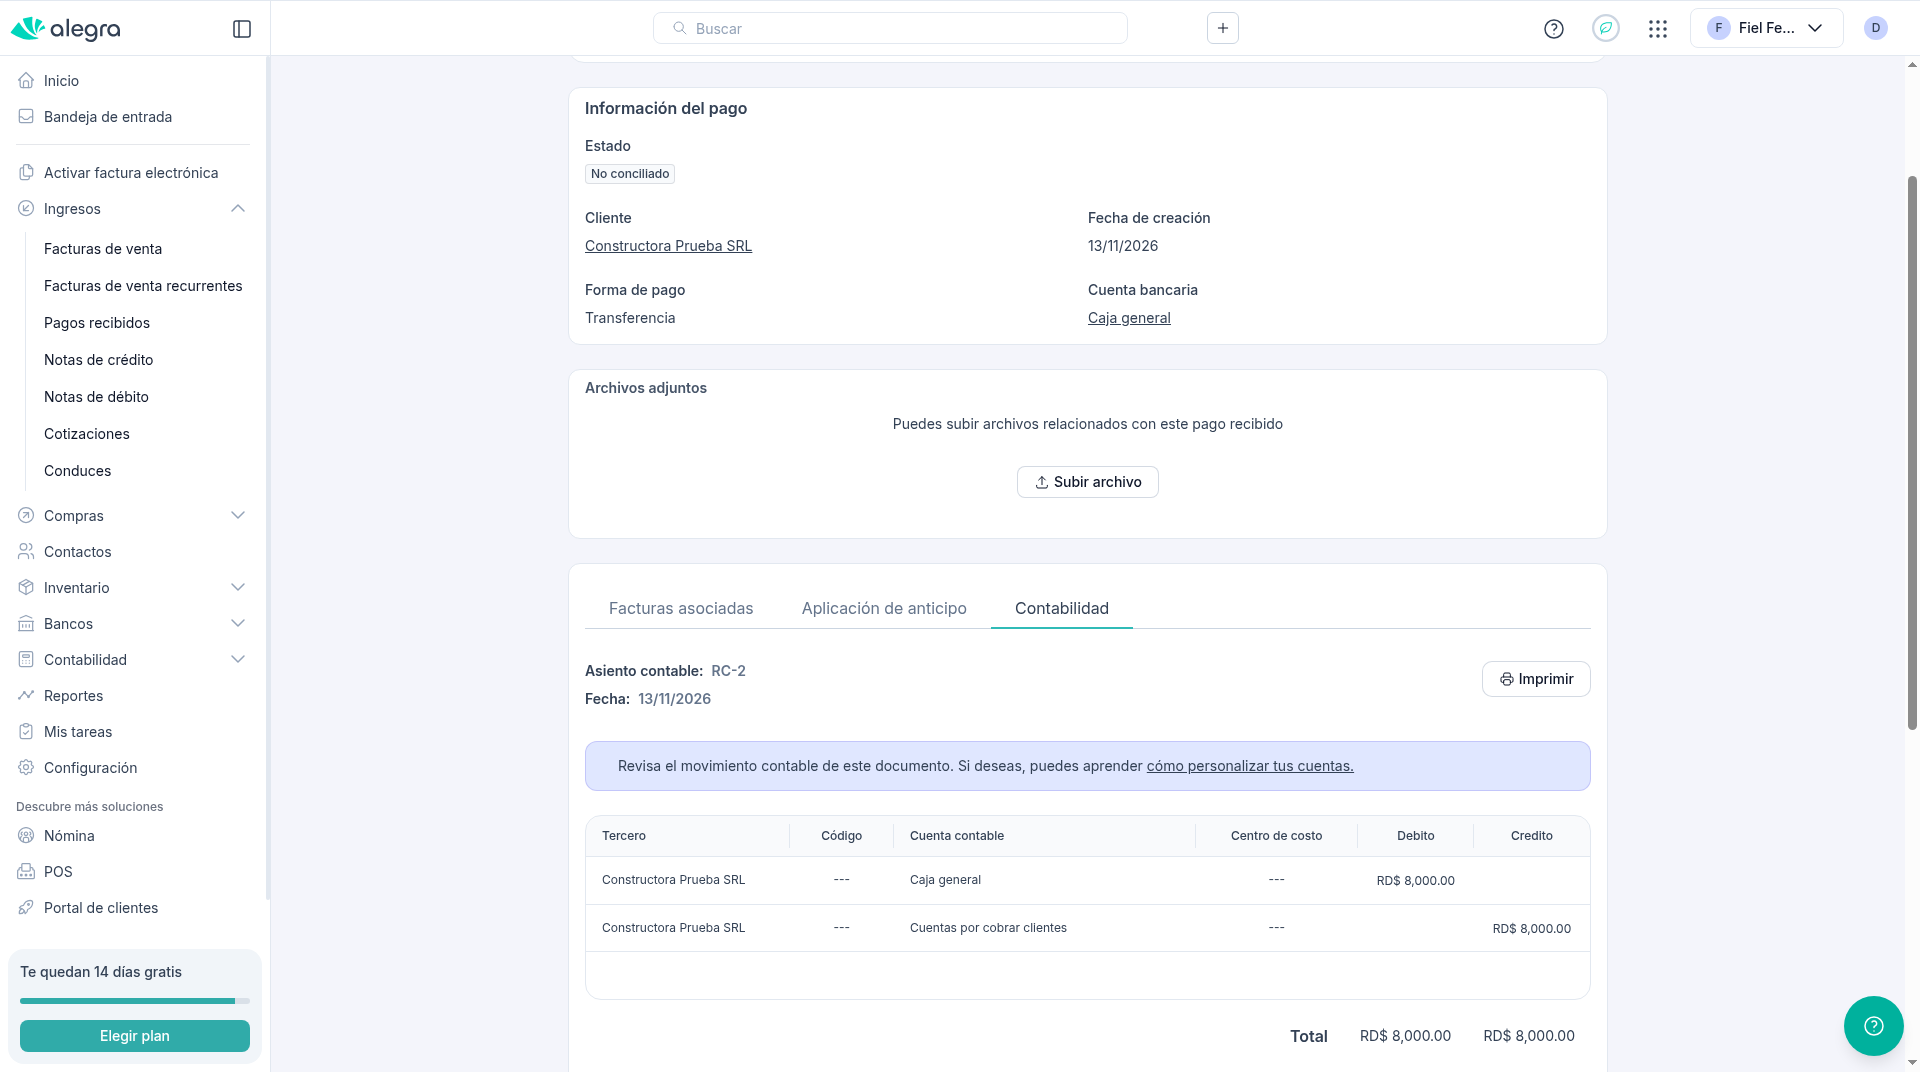 alegra
Buscar
F
Fiel Fe...
D
Inicio
Bandeja de entrada
Activar factura electrónica
Ingresos
Facturas de venta
Facturas de venta recurrentes
Pagos recibidos
Notas de crédito
Notas de débito
Cotizaciones
Conduces
Compras
Contactos
Inventario
Bancos
Contabilidad
Reportes
Mis tareas
Configuración
Descubre más soluciones
Nómina
POS
Portal de clientes
Te quedan 14 días gratis
Elegir plan
Información del pago
Estado
No conciliado
Cliente Fecha de creación
Constructora Prueba SRL 13/11/2026
Forma de pago Cuenta bancaria
Transferencia Caja general
Archivos adjuntos
Puedes subir archivos relacionados con este pago recibido
Subir archivo
Facturas asociadas Aplicación de anticipo Contabilidad
Asiento contable: RC-2
Fecha: 13/11/2026
Imprimir
Revisa el movimiento contable de este documento. Si deseas, puedes aprender cómo personalizar tus cuentas.
Tercero Código Cuenta contable Centro de costo Debito Credito
Constructora Prueba SRL --- Caja general --- RD$ 8,000.00
Constructora Prueba SRL --- Cuentas por cobrar clientes --- RD$ 8,000.00
Total RD$ 8,000.00 RD$ 8,000.00